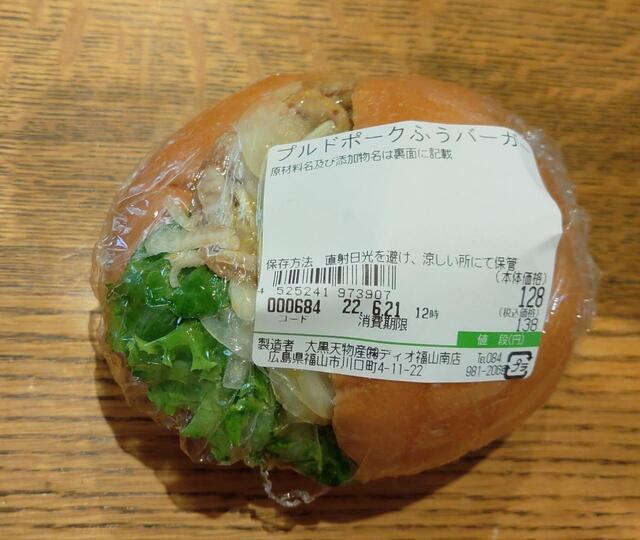 プルドポークふうバーガー
原材料名及び添加物名は裏面に記載
保存方法 直射日光を避け、涼しい所にて保管
(本体価格)
128
4 525241 973907
000684 22. 6.21 12時
コード 消費期限
(税込価格)
138
値 段(円)
製造者 大黒天物産㈱ディオ福山南店 ℡084
広島県福山市川口町4-11-22 981-206
プラ